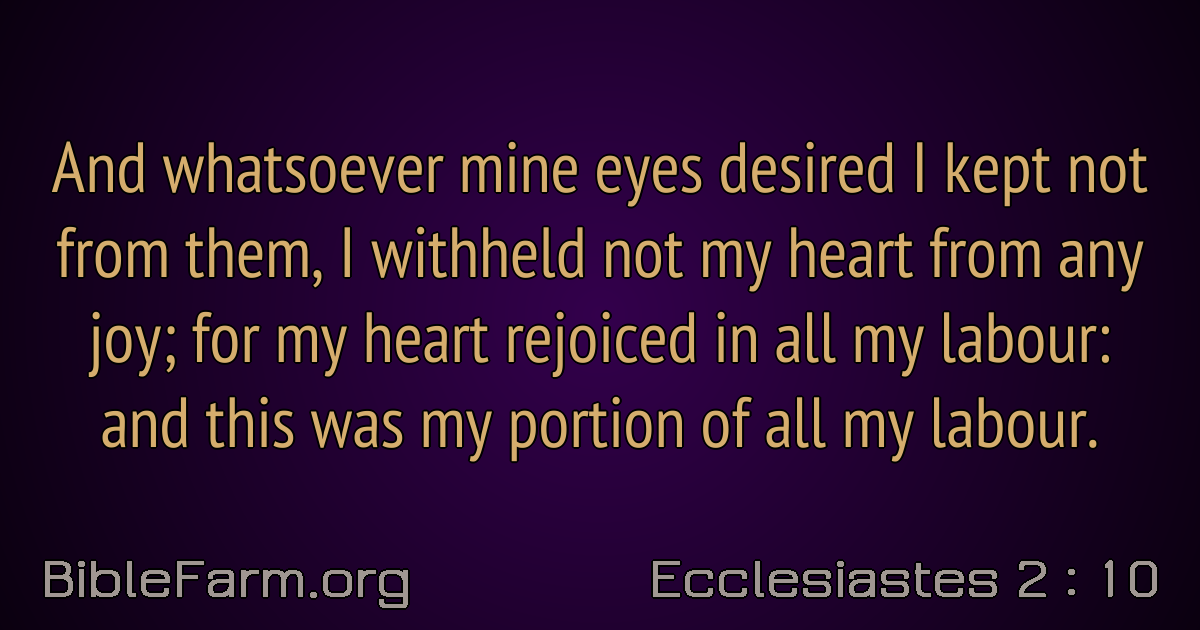 And whatsoever mine eyes desired I kept not
from them, I withheld not my heart from any
joy; for my heart rejoiced in all my labour:
and this was my portion of all my labour.
BibleFarm.org
Ecclesiastes 2 : 10